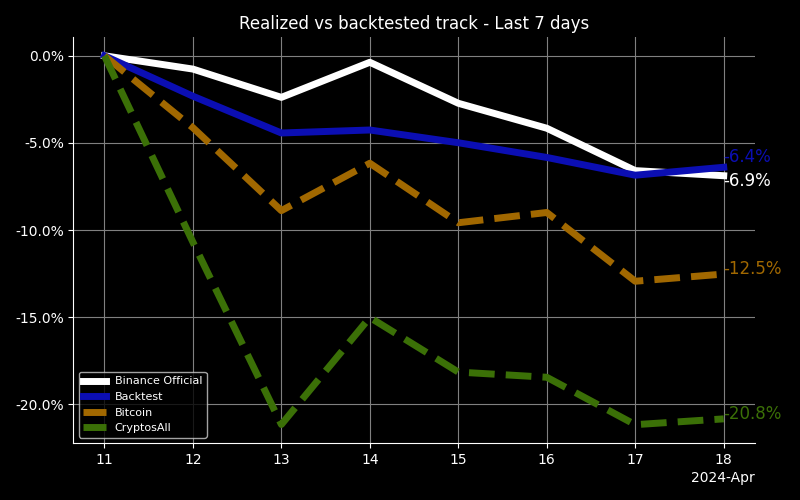 Realized vs backtested track - Last 7 days
0.0%
-5.0%
-10.0%
-15.0%
-20.0%
-6.4%
-6.9%
-12.5%
-20.8%
Binance Official
Backtest
Bitcoin
CryptosAll
11 12 13 14 15 16 17 18
2024-Apr